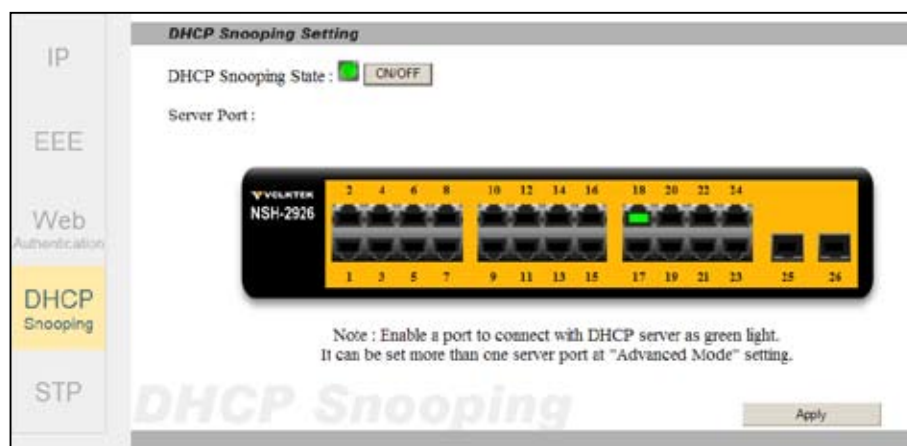 DHCP Snooping Setting
IP
DHCP Snooping State : ON/OFF
Server Port :
EEE
VOLKTEK
NSH-2926
2 4 6 8 10 12 14 16 18 20 22 24
Web
Authentication
1 3 5 7 9 11 13 15 17 19 21 23 25 26
DHCP
Snooping
Note : Enable a port to connect with DHCP server as green light.
It can be set more than one server port at "Advanced Mode" setting.
STP
DHCP Snooping
Apply